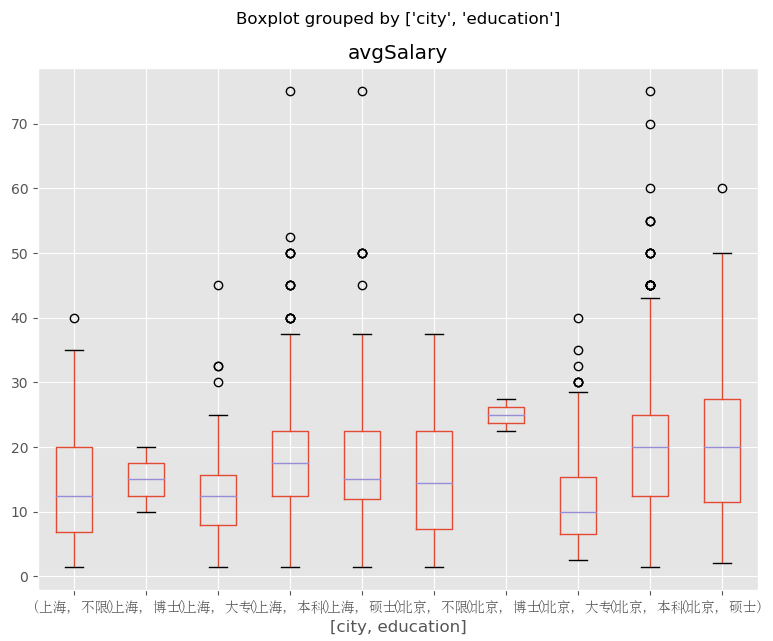 Boxplot grouped by ['city', 'education']
avgSalary
70
60
50
40
30
20
10
0
(上海, 不限) (上海, 博士) (上海, 大专) (上海, 本科) (上海, 硕士) (北京, 不限) (北京, 博士) (北京, 大专) (北京, 本科) (北京, 硕士)
[city, education]